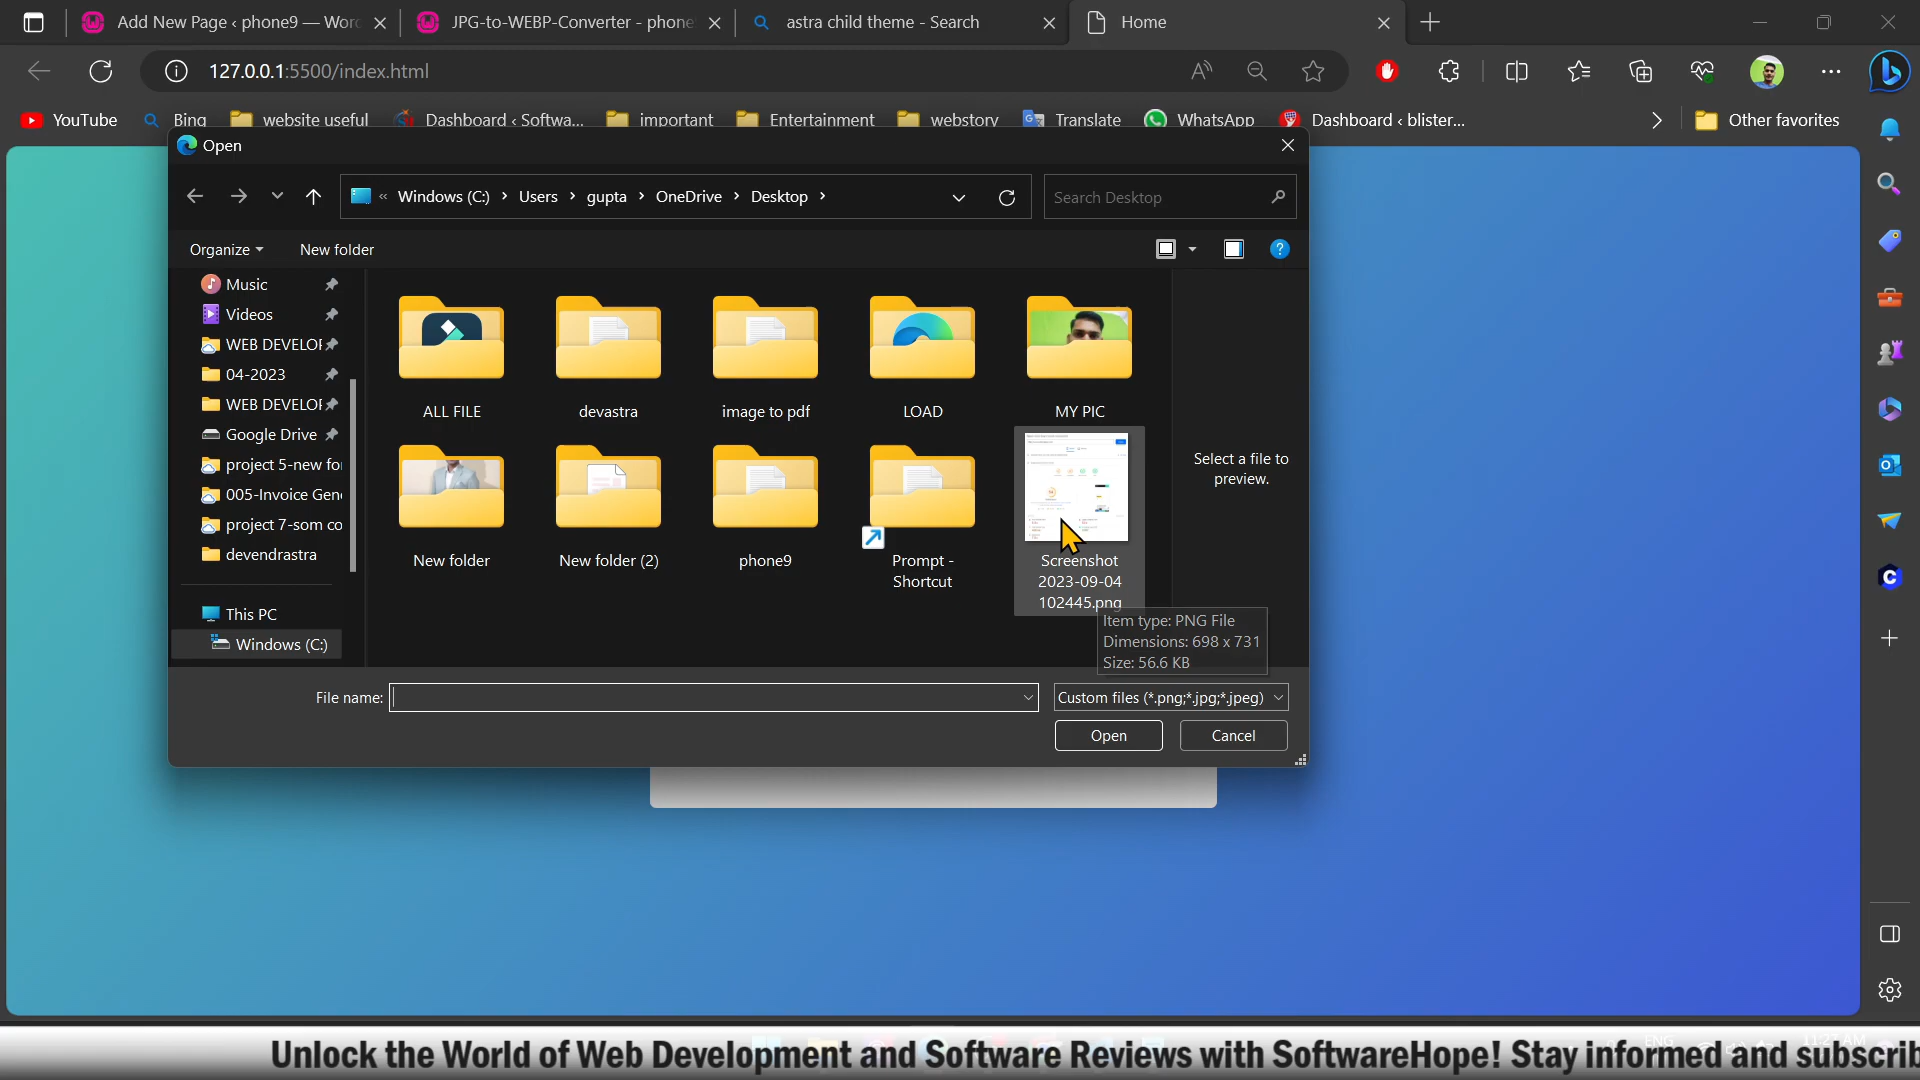 Add New Page ‹ phone9 — Word
JPG-to-WEBP-Converter - phone
astra child theme - Search
Home
127.0.0.1:5500/index.html
YouTube
Bing
website useful
Dashboard ‹ Softwa...
important
Entertainment
webstory
Translate
WhatsApp
Dashboard ‹ blister...
Other favorites
Open
Windows (C:) › Users › gupta › OneDrive › Desktop ›
Search Desktop
Organize
New folder
Music
Videos
WEB DEVELOF
04-2023
WEB DEVELOF
Google Drive
project 5-new fo
005-Invoice Gen
project 7-som co
devendrastra
This PC
Windows (C:)
ALL FILE
devastra
image to pdf
LOAD
MY PIC
New folder
New folder (2)
phone9
Prompt -
Shortcut
Screenshot
2023-09-04
102445.png
Item type: PNG File
Dimensions: 698 x 731
Size: 56.6 KB
Select a file to
preview.
File name:
Custom files (*.png;*.jpg;*.jpeg)
Open
Cancel
Unlock the World of Web Development and Software Reviews with SoftwareHope! Stay informed and subscrib